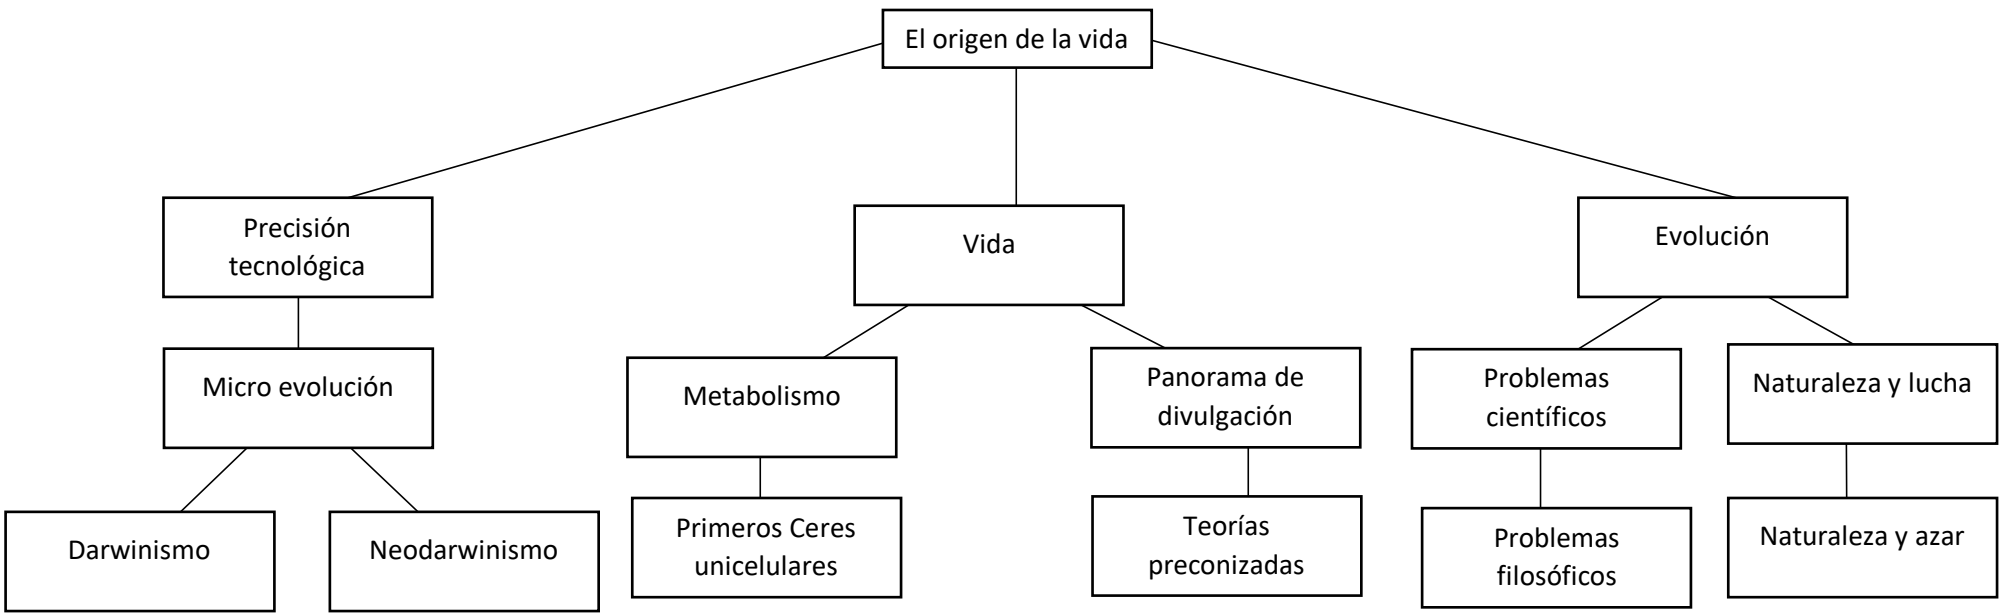 El origen de la vida
Precisión
tecnológica
Vida
Evolución
Micro evolución
Metabolismo
Panorama de
divulgación
Problemas
científicos
Naturaleza y lucha
Darwinismo
Neodarwinismo
Primeros Ceres
unicelulares
Teorías
preconizadas
Problemas
filosóficos
Naturaleza y azar